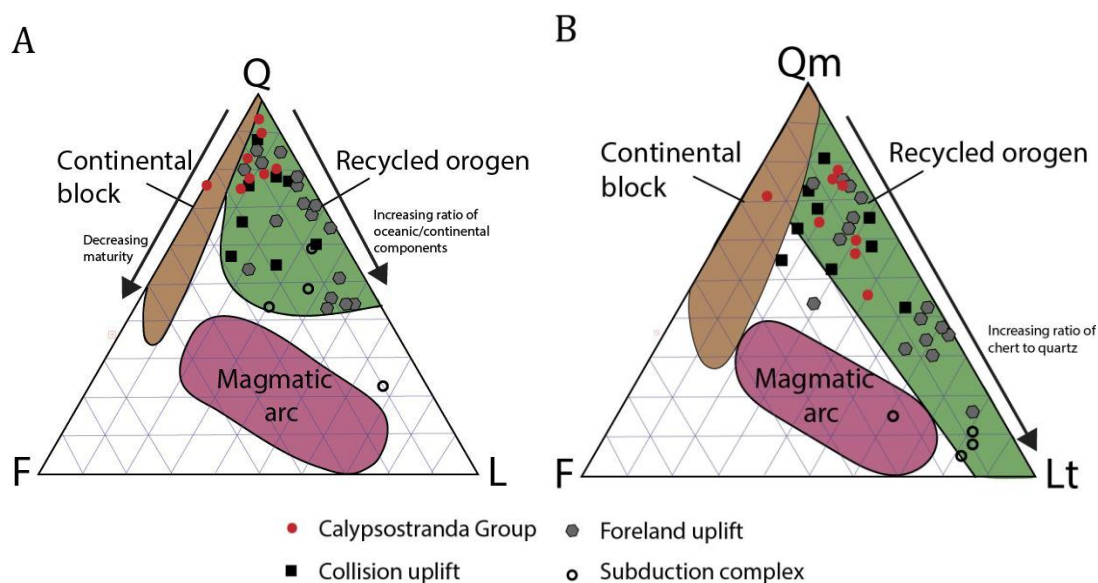 A
Q
Continental
block
Recycled orogen
Decreasing
maturity
Increasing ratio of
oceanic/continental
components
Magmatic
arc
F
L
B
Qm
Continental
block
Recycled orogen
Increasing ratio of
chert to quartz
Magmatic
arc
F
Lt
Calypsostranda Group
Foreland uplift
Collision uplift
Subduction complex